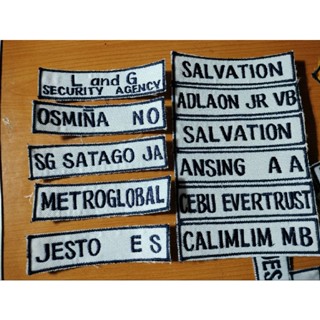 L and G
SECURITY AGENCY
OSMIÑA NO
SG SATAGO JA
METROGLOBAL
JESTO E S
SALVATION
ADLAON JR VB
SALVATION
ANSING A A
CEBU EVERTRUST
CALIMLIM MB